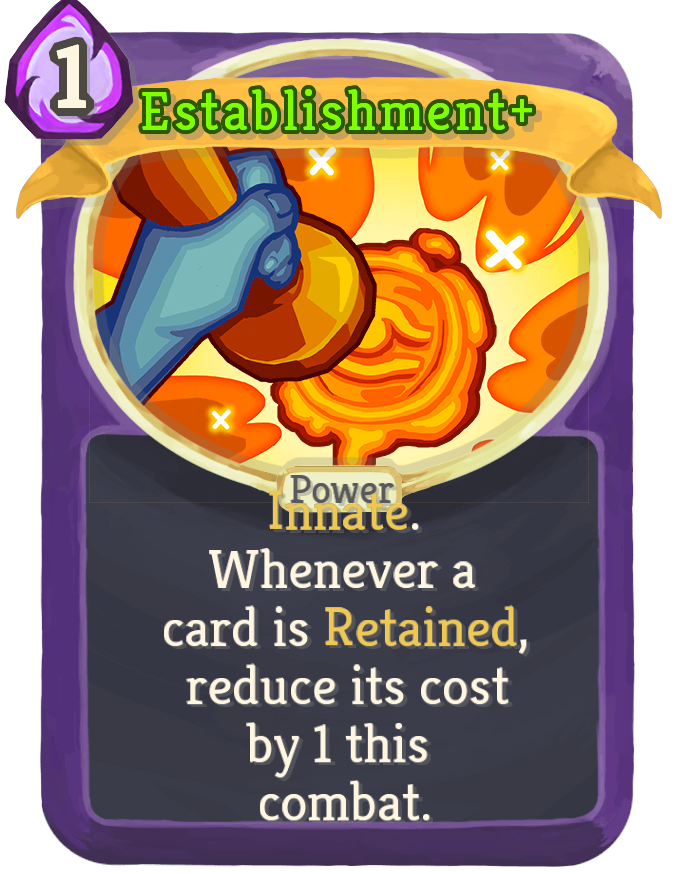 1
Establishment+
Power
Innate.
Whenever a
card is Retained,
reduce its cost
by 1 this
combat.